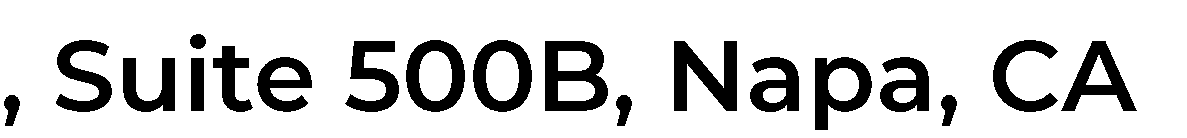 , Suite 500B, Napa, CA